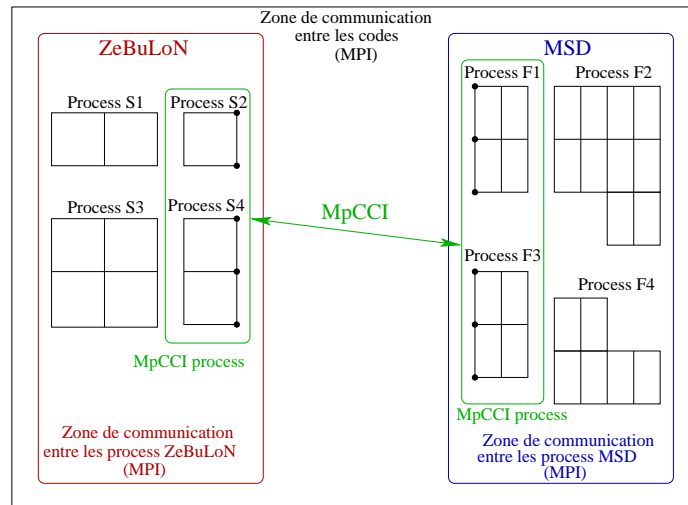 Zone de communication
entre les codes
(MPI)
ZeBuLoN
MSD
Process S1
Process S2
Process F1
Process F2
Process S3
Process S4
MpCCI
Process F3
Process F4
MpCCI process
MpCCI process
Zone de communication
entre les process ZeBuLoN
(MPI)
Zone de communication
entre les process MSD
(MPI)